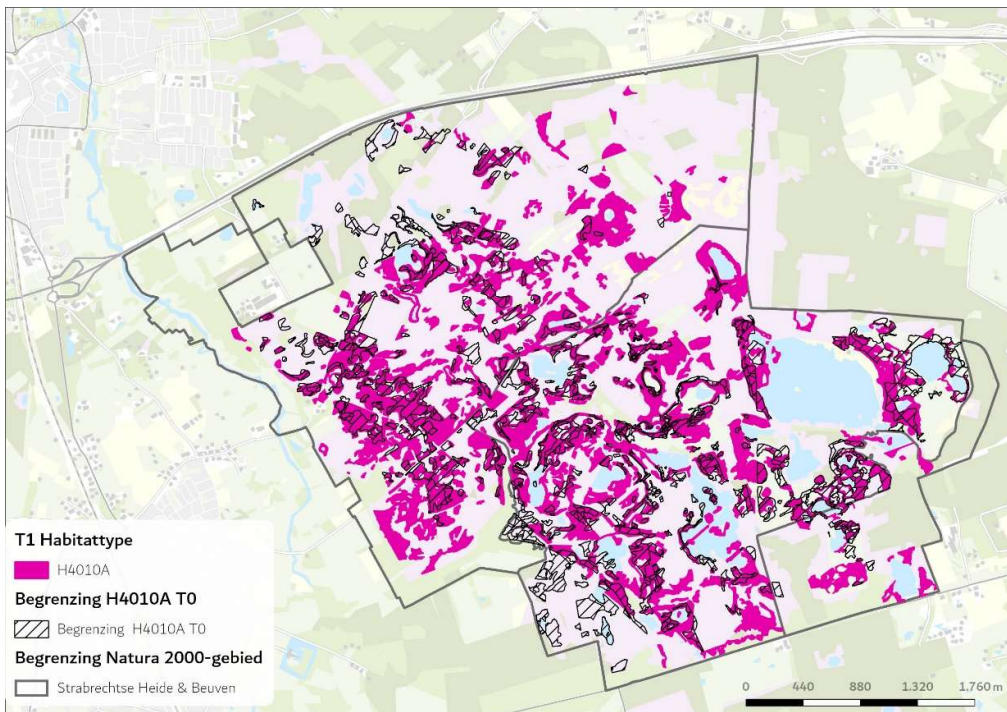 T1 Habitattype
H4010A
Begrenzing H4010A T0
Begrenzing H4010A T0
Begrenzing Natura 2000-gebied
Strabrechtse Heide & Beuven
0 440 880 1.320 1.760 m